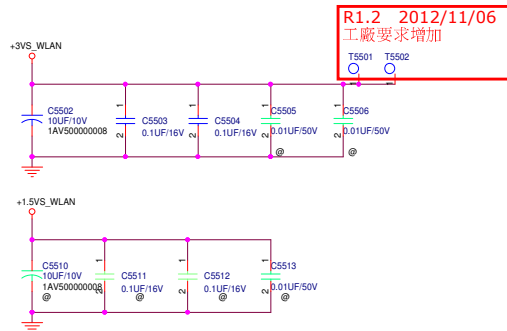 R1.2 2012/11/06
工廠要求增加
+3VS_WLAN
T5501 T5502
1 1
C5502
10UF/10V
1AV500000008
1
C5503
0.1UF/16V
2
1
C5504
0.1UF/16V
2
1
C5505
0.01UF/50V
2
@
1
C5506
0.01UF/50V
2
@
+1.5VS_WLAN
C5510
10UF/10V
1AV500000008
@
1
C5511
0.1UF/16V
2
@
1
C5512
0.1UF/16V
2
@
1
C5513
0.01UF/50V
2
@